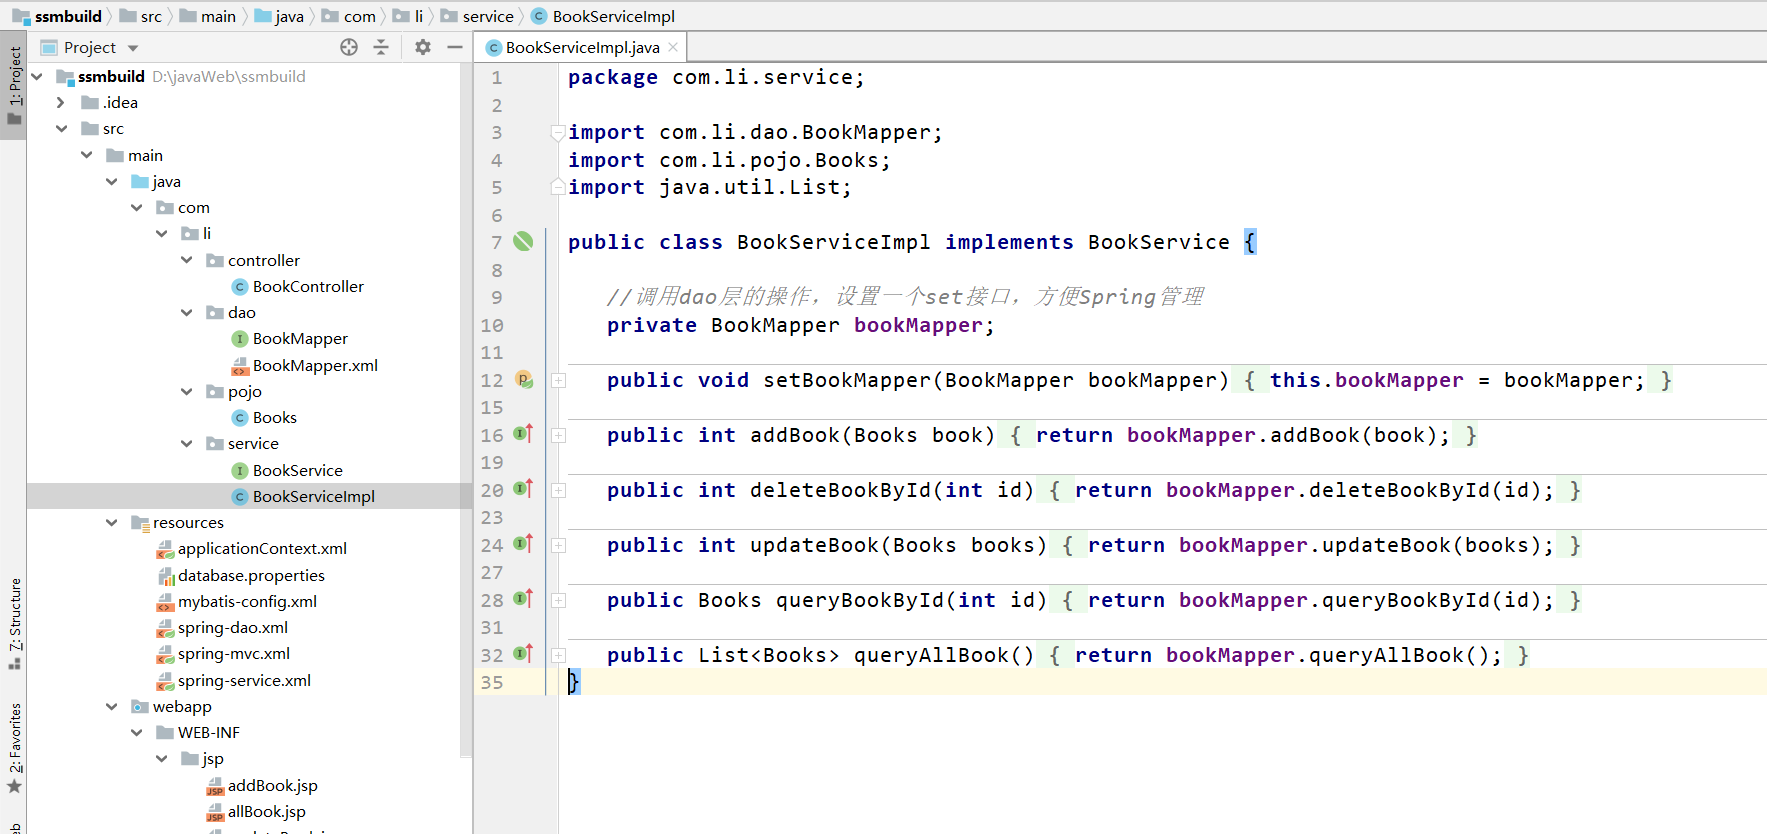 ssmbuild src main java com li service BookServiceImpl
1: Project
7: Structure
2: Favorites
Project
ssmbuild D:\javaWeb\ssmbuild
.idea
src
main
java
com
li
controller
BookController
dao
BookMapper
BookMapper.xml
pojo
Books
service
BookService
BookServiceImpl
resources
applicationContext.xml
database.properties
mybatis-config.xml
spring-dao.xml
spring-mvc.xml
spring-service.xml
webapp
WEB-INF
jsp
addBook.jsp
allBook.jsp
BookServiceImpl.java
1 package com.li.service;
2
3 import com.li.dao.BookMapper;
4 import com.li.pojo.Books;
5 import java.util.List;
6
7 public class BookServiceImpl implements BookService {
8
9 //调用dao层的操作，设置一个set接口，方便Spring管理
10 private BookMapper bookMapper;
11
12 public void setBookMapper(BookMapper bookMapper) { this.bookMapper = bookMapper; }
15
16 public int addBook(Books book) { return bookMapper.addBook(book); }
19
20 public int deleteBookById(int id) { return bookMapper.deleteBookById(id); }
23
24 public int updateBook(Books books) { return bookMapper.updateBook(books); }
27
28 public Books queryBookById(int id) { return bookMapper.queryBookById(id); }
31
32 public List<Books> queryAllBook() { return bookMapper.queryAllBook(); }
35 }